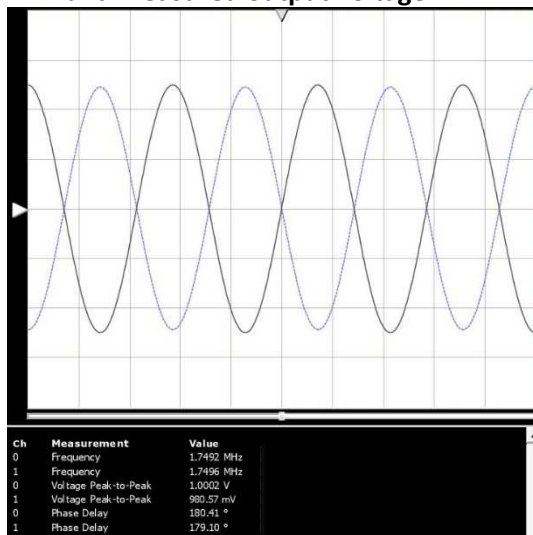 Ch Measurement Value
0 Frequency 1.7492 MHz
1 Frequency 1.7496 MHz
0 Voltage Peak-to-Peak 1.0002 V
1 Voltage Peak-to-Peak 980.57 mV
0 Phase Delay 180.41 °
1 Phase Delay 179.10 °